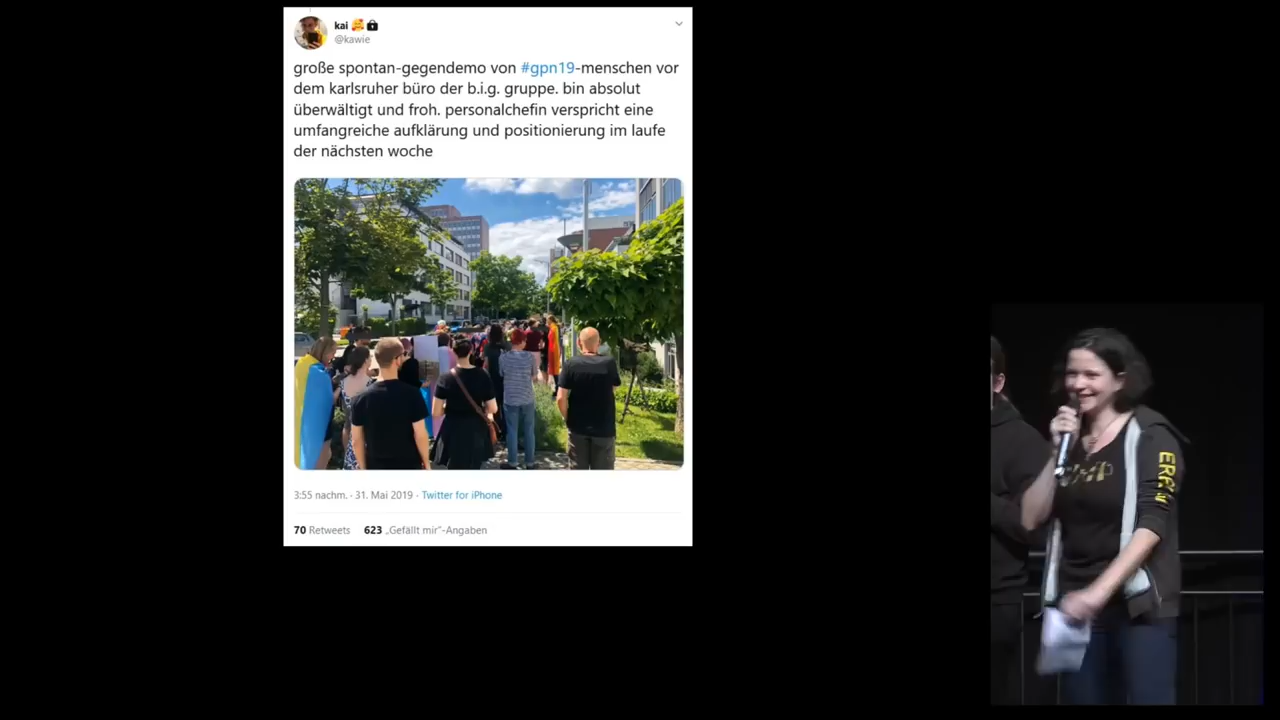 kai
@kawie
große spontan-gegendemo von #gpn19-menschen vor
dem karlsruher büro der b.i.g. gruppe. bin absolut
überwältigt und froh. personalchefin verspricht eine
umfangreiche aufklärung und positionierung im laufe
der nächsten woche
3:55 nachm. · 31. Mai 2019 · Twitter for iPhone
70 Retweets 623 „Gefällt mir“-Angaben